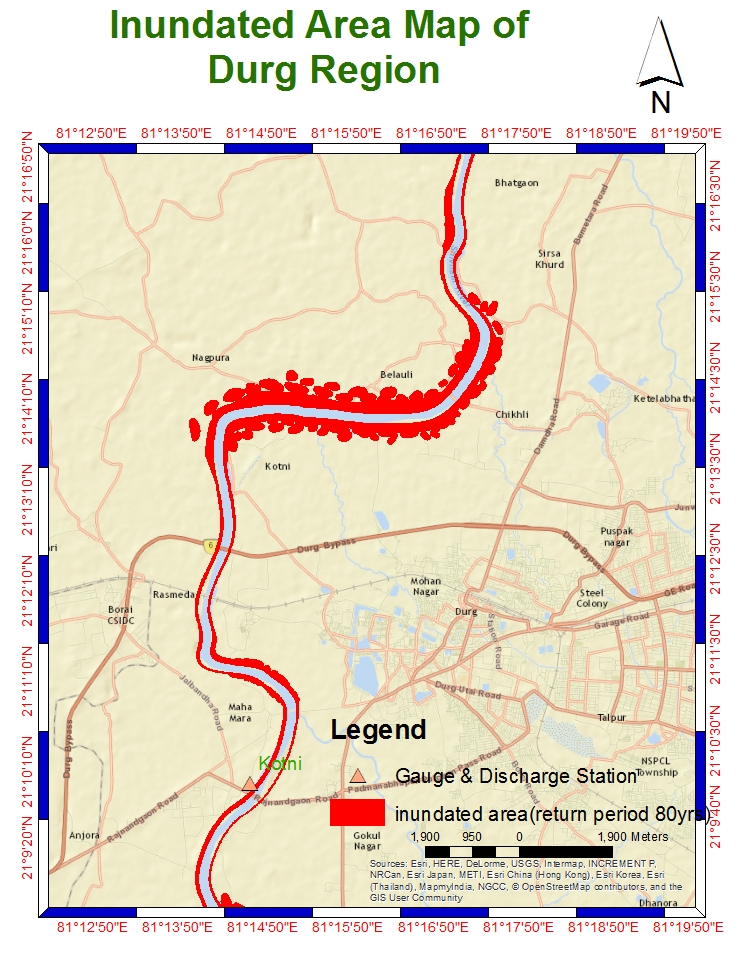 Inundated Area Map of
Durg Region
N
81°12'50"E 81°13'50"E 81°14'50"E 81°15'50"E 81°16'50"E 81°17'50"E 81°18'50"E 81°19'50"E
21°16'50"N
21°16'0"N
21°15'10"N
21°14'10"N
21°13'10"N
21°12'10"N
21°11'10"N
21°10'10"N
21°9'20"N
21°16'30"N
21°15'30"N
21°14'30"N
21°13'30"N
21°12'30"N
21°11'30"N
21°10'30"N
21°9'40"N
Bhatgaon
Bemetara Road
Sirsa
Khurd
Nagpura
Belauli
Ketelabhatha
Chikhli
Damdha Road
Kotni
Junw
Puspak
nagar
6
Durg Bypass
Durg Bypass
ri
Mohan
Nagar
Steel
Colony
GE Road
Rasmeda
Borai
CSIDC
Durg
Garage Road
Station Road
Jalbandha Road
Durg-Utai Road
S
Maha
Mara
Talpur
Legend
Durg Bypass
Kotni
NSPCL
Township
Gauge & Discharge Station
Padmanabhapur Pass Road
Rajnandgaon Road
Rajnandgaon Road
inundated area(return period 80yrs)
Anjora
Gokul
Nagar
1,900 950 0 1,900 Meters
Sources: Esri, HERE, DeLorme, USGS, Intermap, INCREMENT P,
NRCan, Esri Japan, METI, Esri China (Hong Kong), Esri Korea, Esri
(Thailand), MapmyIndia, NGCC, © OpenStreetMap contributors, and the
GIS User Community
Dhanora
81°12'50"E 81°13'50"E 81°14'50"E 81°15'50"E 81°16'50"E 81°17'50"E 81°18'50"E 81°19'50"E